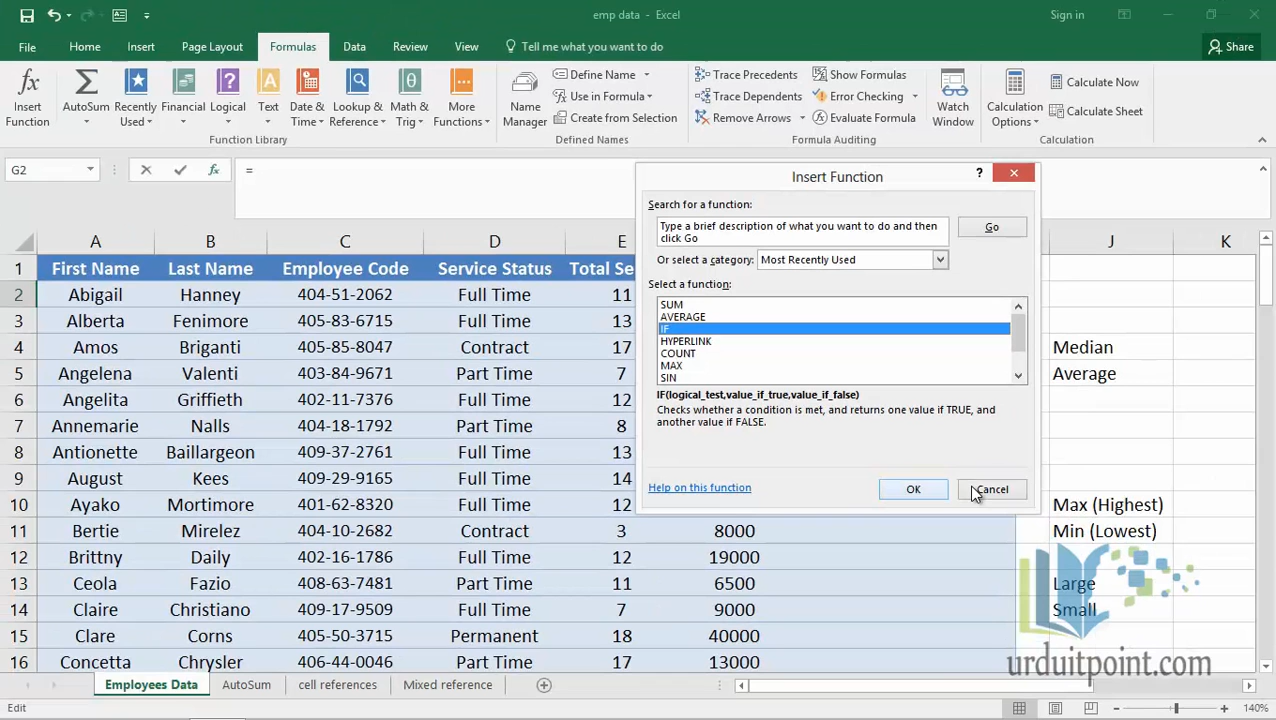 emp data - Excel
Sign in
File Home Insert Page Layout Formulas Data Review View Tell me what you want to do Share
Insert Function
AutoSum
Recently Used
Financial
Logical
Text
Date & Time
Lookup & Reference
Math & Trig
More Functions
Function Library
Name Manager
Define Name
Use in Formula
Create from Selection
Defined Names
Trace Precedents
Trace Dependents
Remove Arrows
Show Formulas
Error Checking
Evaluate Formula
Formula Auditing
Watch Window
Calculation Options
Calculate Now
Calculate Sheet
Calculation
G2 fx =
Insert Function
?
Search for a function:
Type a brief description of what you want to do and then
click Go
Go
Or select a category: Most Recently Used
Select a function:
SUM
AVERAGE
IF
HYPERLINK
COUNT
MAX
SIN
IF(logical_test,value_if_true,value_if_false)
Checks whether a condition is met, and returns one value if TRUE, and
another value if FALSE.
Help on this function
OK
Cancel
A B C D E J K
1 First Name Last Name Employee Code Service Status Total Se
2 Abigail Hanney 404-51-2062 Full Time 11
3 Alberta Fenimore 405-83-6715 Full Time 13
4 Amos Briganti 405-85-8047 Contract 17 Median
5 Angelena Valenti 403-84-9671 Part Time 7 Average
6 Angelita Griffieth 402-11-7376 Full Time 12
7 Annemarie Nalls 404-18-1792 Part Time 8
8 Antionette Baillargeon 409-37-2761 Full Time 12
9 August Kees 409-29-9165 Full Time 14
10 Ayako Mortimore 401-62-8320 Full Time 12 Max (Highest)
11 Bertie Mirelez 404-10-2682 Contract 3 8000 Min (Lowest)
12 Brittny Daily 402-16-1786 Full Time 12 19000
13 Ceola Fazio 408-63-7481 Part Time 11 6500 Large
14 Claire Christiano 409-17-9509 Full Time 7 9000 Small
15 Clare Corns 405-50-3715 Permanent 18 40000
16 Concetta Chrysler 406-44-0046 Part Time 17 13000
urduitpoint.com
Employees Data AutoSum cell references Mixed reference
Edit
140%